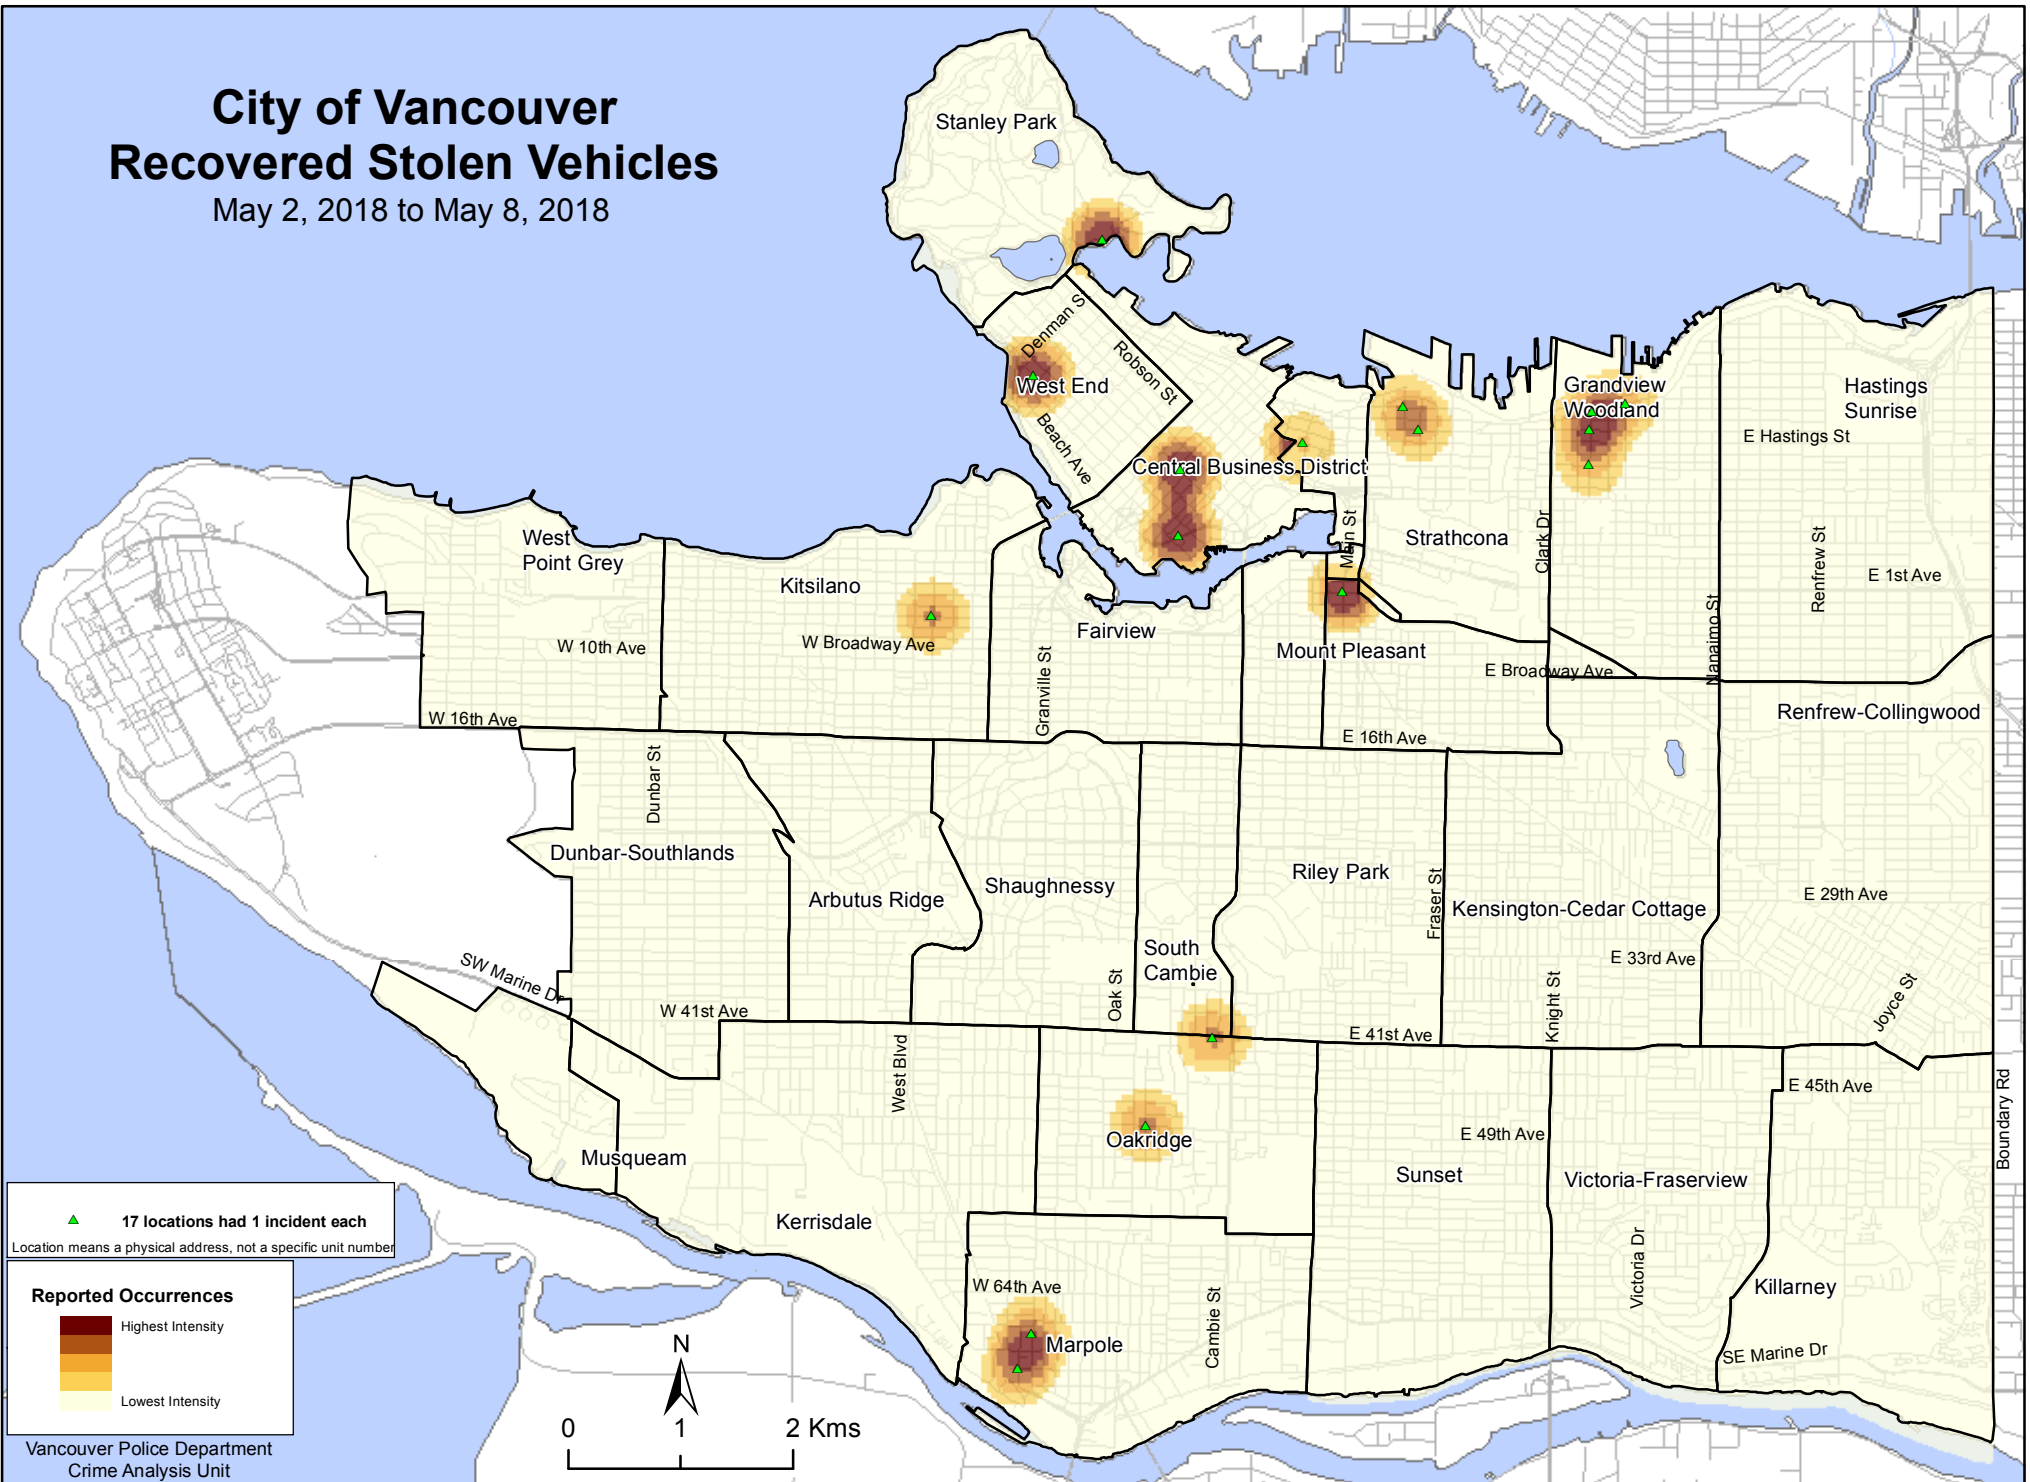 City of Vancouver
Recovered Stolen Vehicles
May 2, 2018 to May 8, 2018
Stanley Park
Denman S
Robson St
West End
Beach Ave
Central Business District
Main St
Strathcona
Clark Dr
Grandview
Woodland
Hastings
Sunrise
E Hastings St
Renfrew St
E 1st Ave
Nanaimo St
West
Point Grey
Kitsilano
W 10th Ave
W Broadway Ave
Fairview
Granville St
Mount Pleasant
E Broadway Ave
W 16th Ave
E 16th Ave
Renfrew-Collingwood
Dunbar St
Dunbar-Southlands
Arbutus Ridge
Shaughnessy
Riley Park
Fraser St
Kensington-Cedar Cottage
E 29th Ave
South
Cambie
Oak St
E 33rd Ave
Knight St
Joyce St
SW Marine Dr
W 41st Ave
E 41st Ave
West Blvd
E 45th Ave
Boundary Rd
Oakridge
E 49th Ave
Musqueam
Sunset
Victoria-Fraserview
Kerrisdale
Victoria Dr
W 64th Ave
Marpole
Cambie St
Killarney
SE Marine Dr
17 locations had 1 incident each
Location means a physical address, not a specific unit number
Reported Occurrences
Highest Intensity
Lowest Intensity
Vancouver Police Department
Crime Analysis Unit
N
0 1 2 Kms